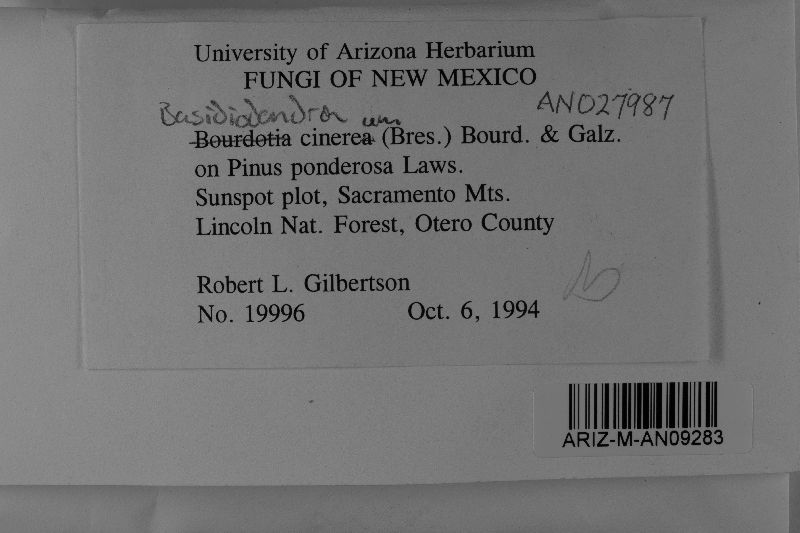 University of Arizona Herbarium
FUNGI OF NEW MEXICO
Basidiodendron um AN027987
Bourdotia cinerea (Bres.) Bourd. & Galz.
on Pinus ponderosa Laws.
Sunspot plot, Sacramento Mts.
Lincoln Nat. Forest, Otero County
Robert L. Gilbertson
No. 19996 Oct. 6, 1994
ARIZ-M-AN09283